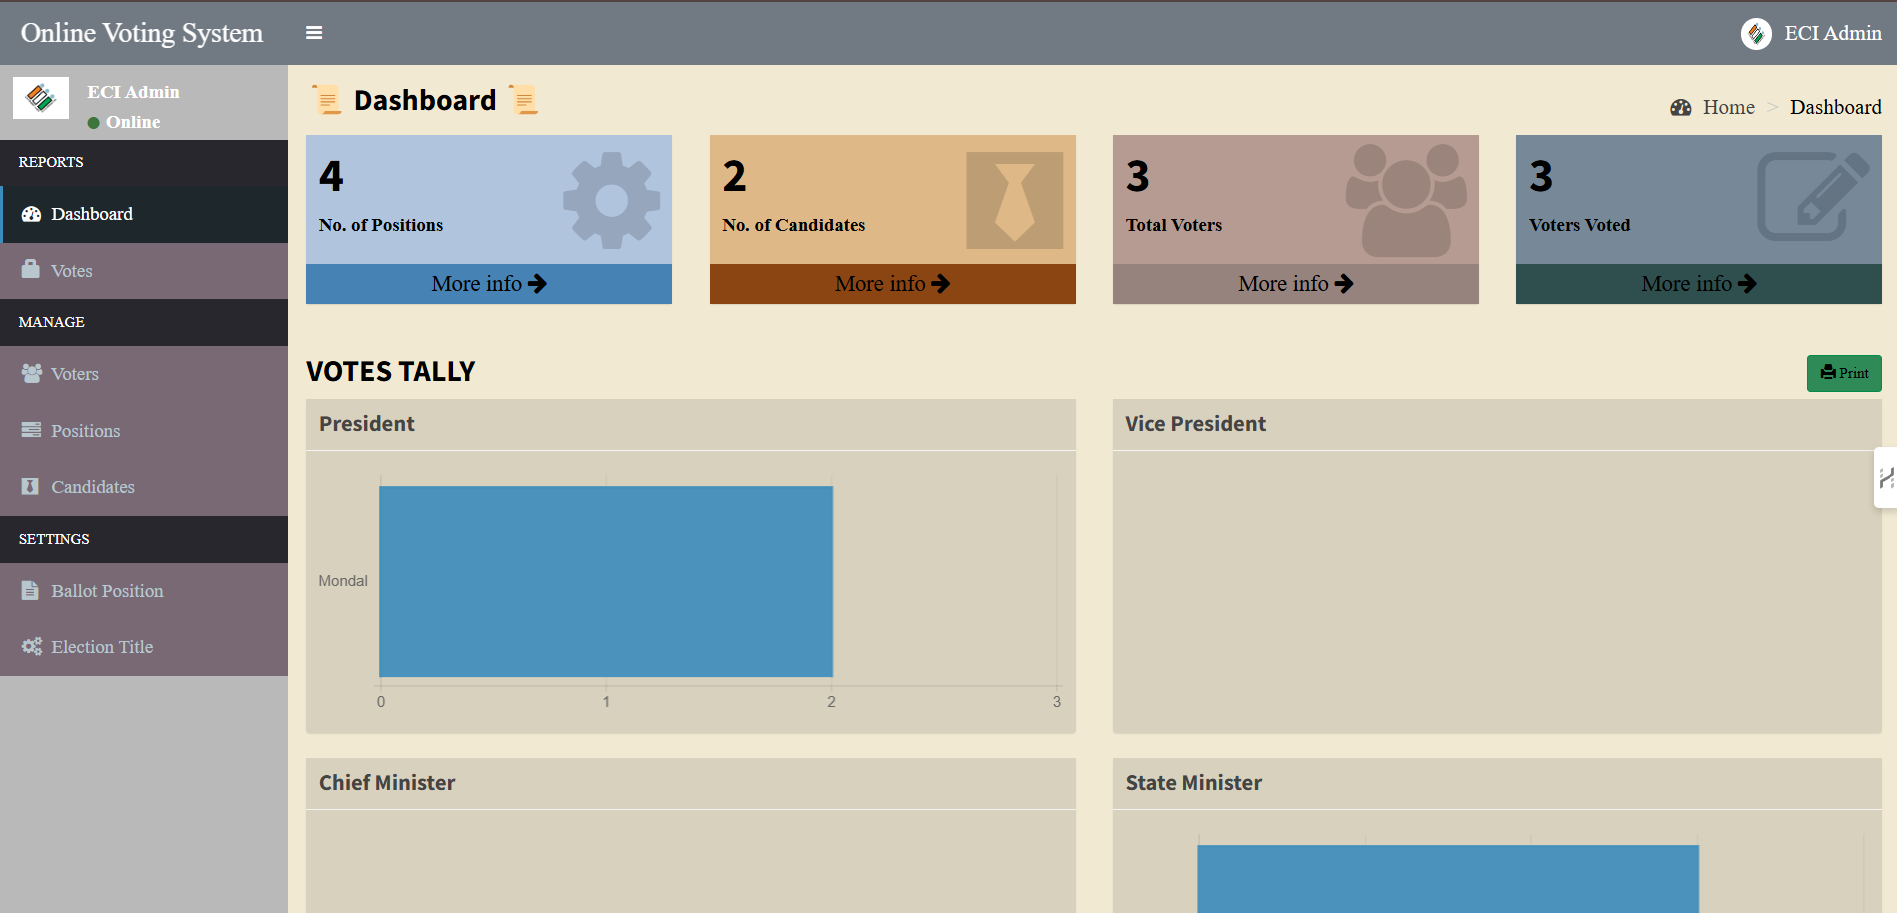 Online Voting System
ECI Admin
ECI Admin
Online
REPORTS
Dashboard
Votes
MANAGE
Voters
Positions
Candidates
SETTINGS
Ballot Position
Election Title
Dashboard
Home > Dashboard
4
No. of Positions
More info
2
No. of Candidates
More info
3
Total Voters
More info
3
Voters Voted
More info
VOTES TALLY
Print
President
Mondal
0 1 2 3
Vice President
Chief Minister
State Minister